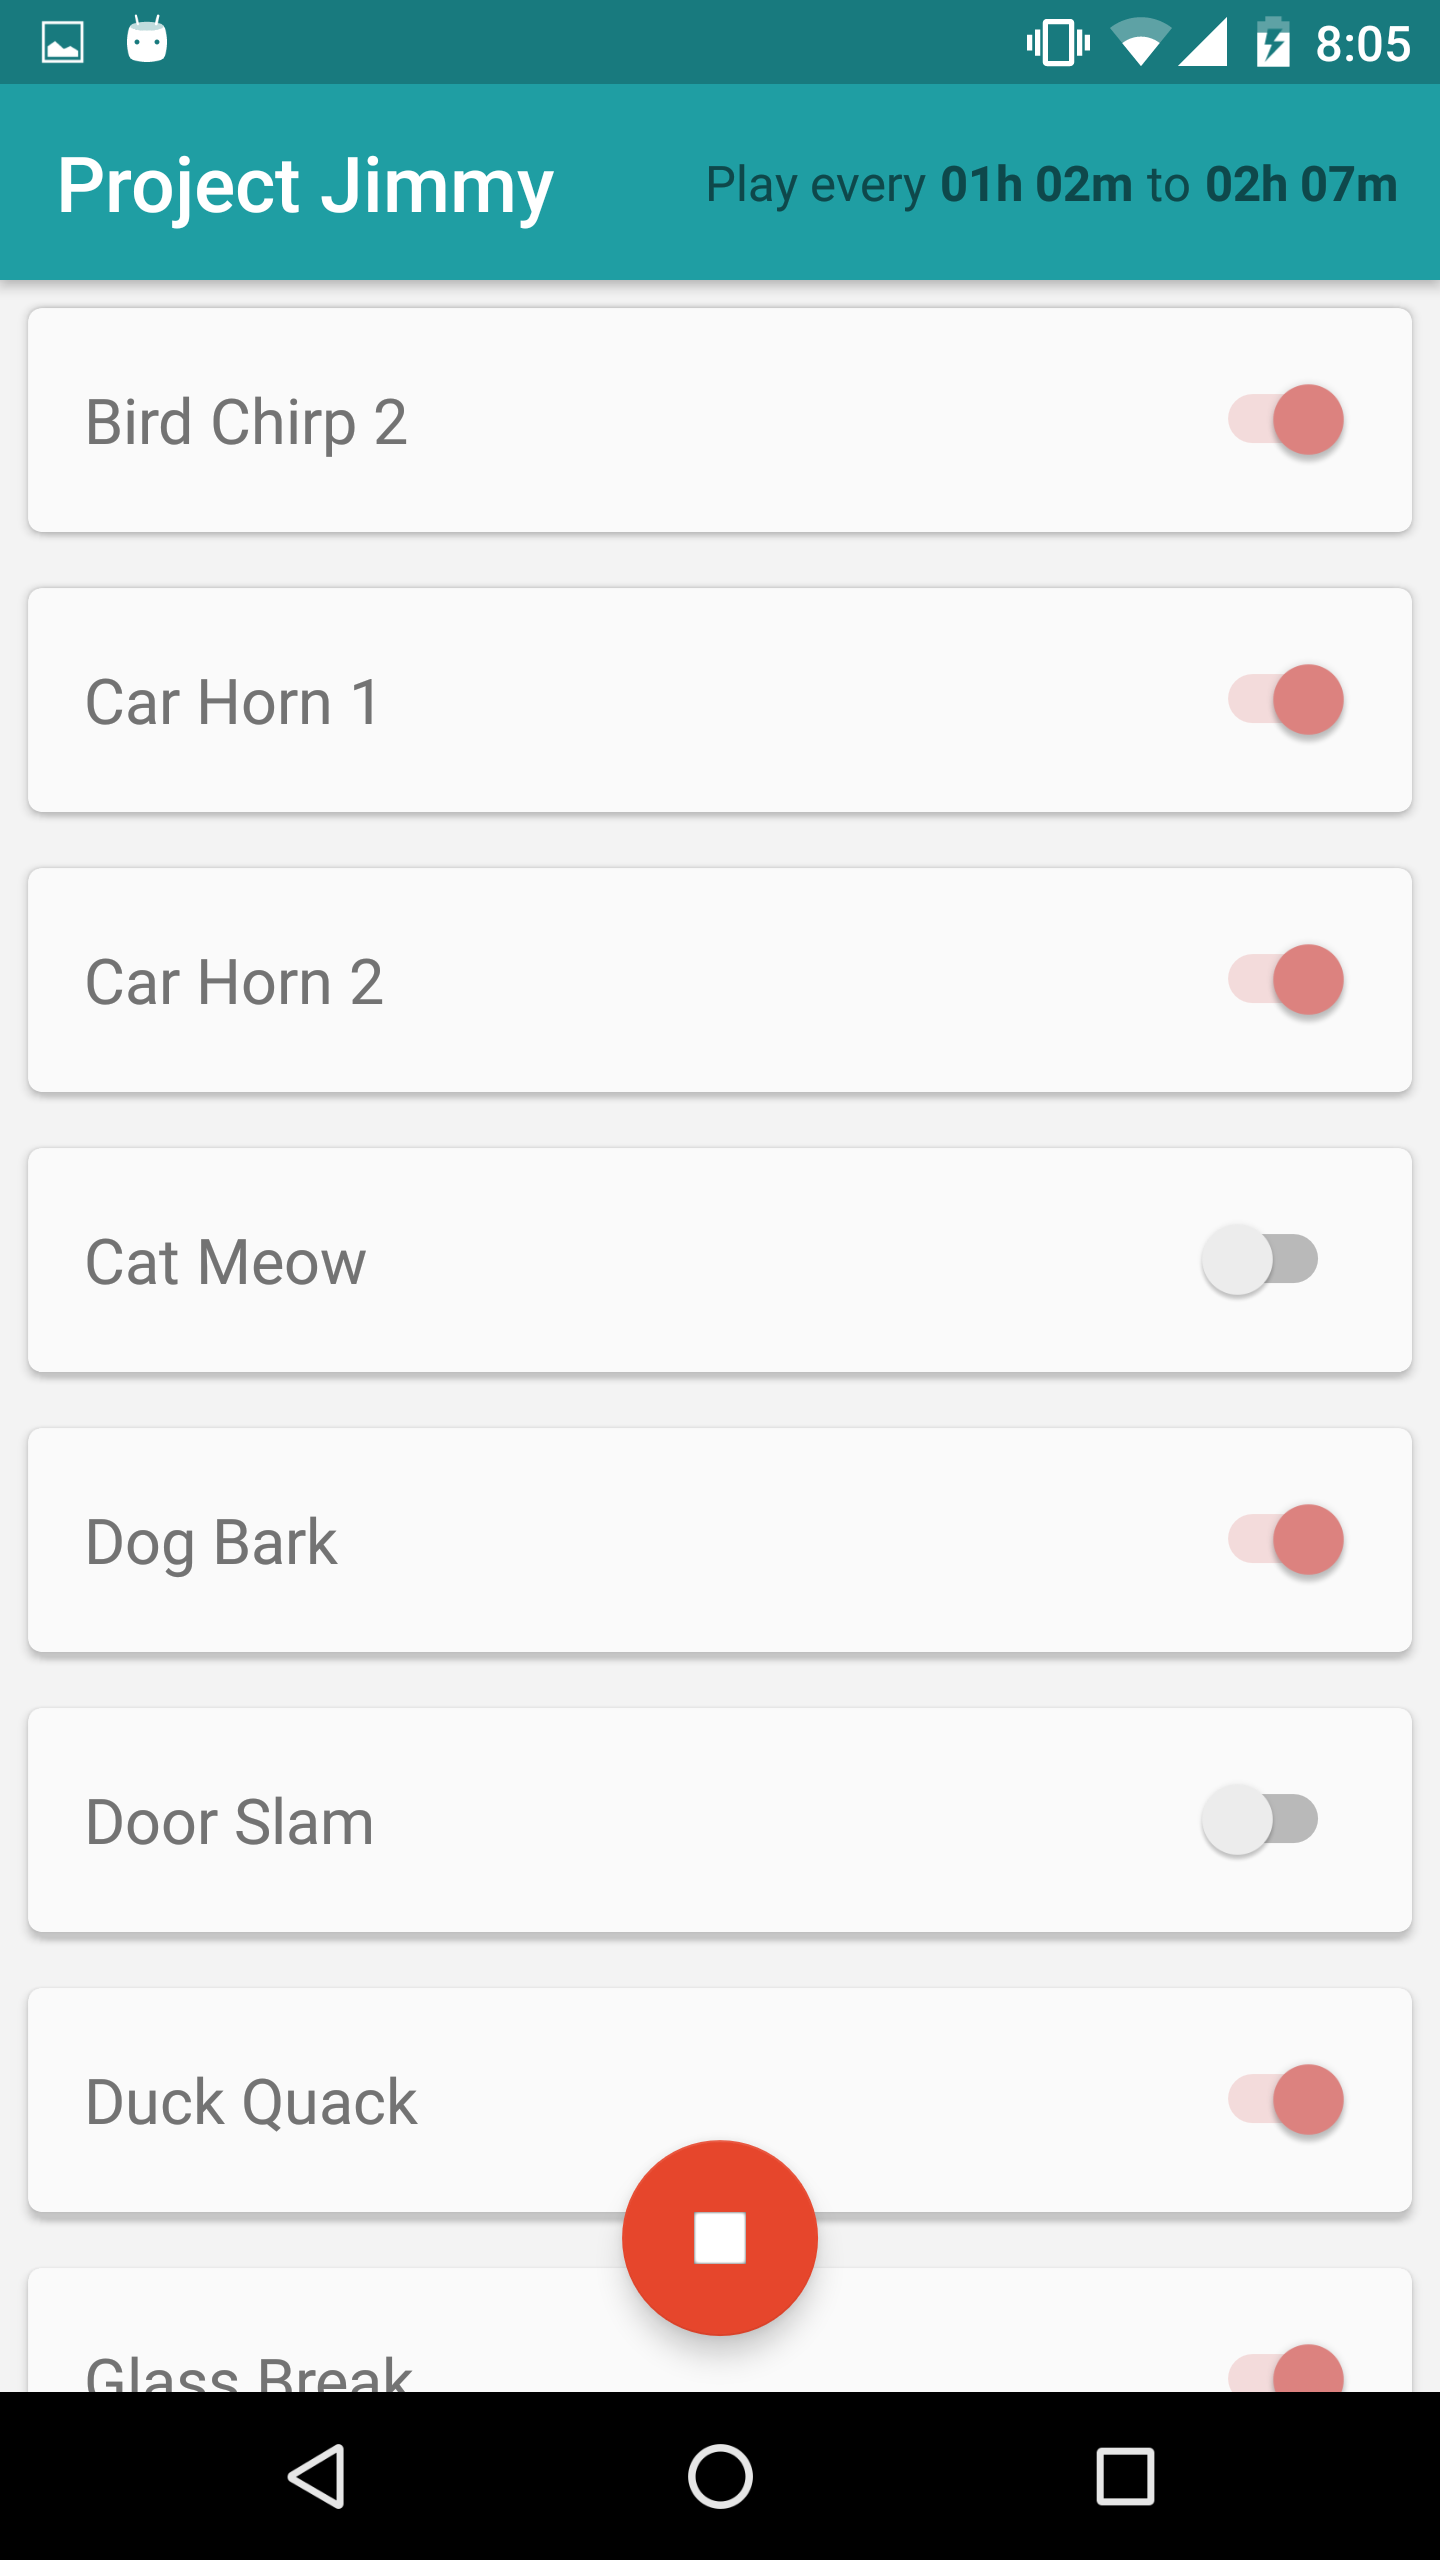 8:05
Project Jimmy
Play every 01h 02m to 02h 07m
Bird Chirp 2
Car Horn 1
Car Horn 2
Cat Meow
Dog Bark
Door Slam
Duck Quack
Glass Break